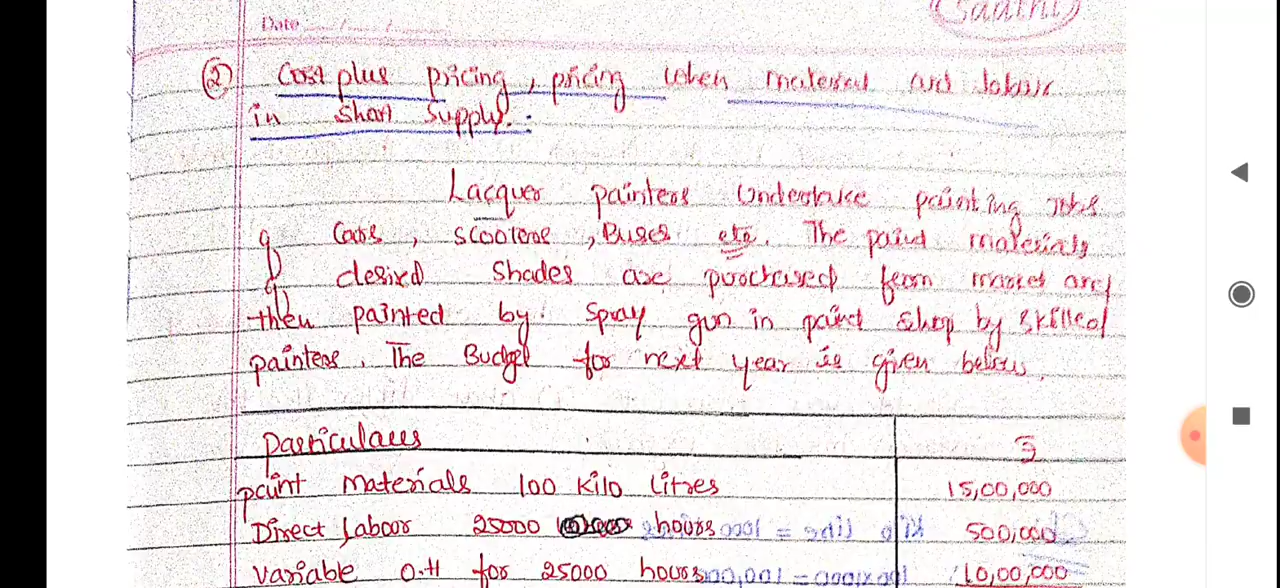 (Sadhi)
Date
② Cost plus pricing, pricing when material and labour
in short supply.:
Lacquer painters undertake painting jobs
of cars, scooters, Buses etc. The paint materials
of desired shades are purchased from market and
then painted by spray gun in paint shop by skilled
painters. The Budget for next year is given below.
Particulars ₹
paint materials 100 Kilo Litres 15,00,000
Direct Labour 25000 hours 500,000
Variable O.H for 25000 hours 10,00,000